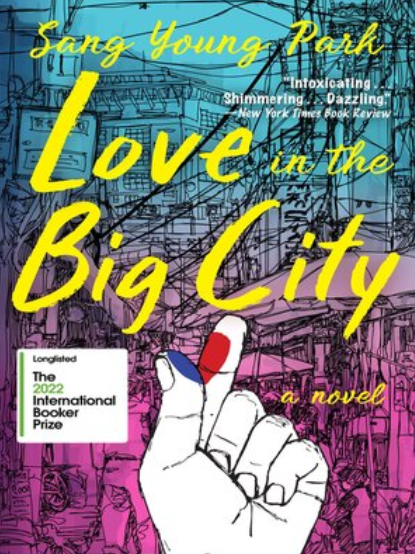 Sang Young Park
"Intoxicating . . .
Shimmering . . . Dazzling."
—New York Times Book Review
Love in the
Big City
a novel
Longlisted
The
2022
International
Booker
Prize